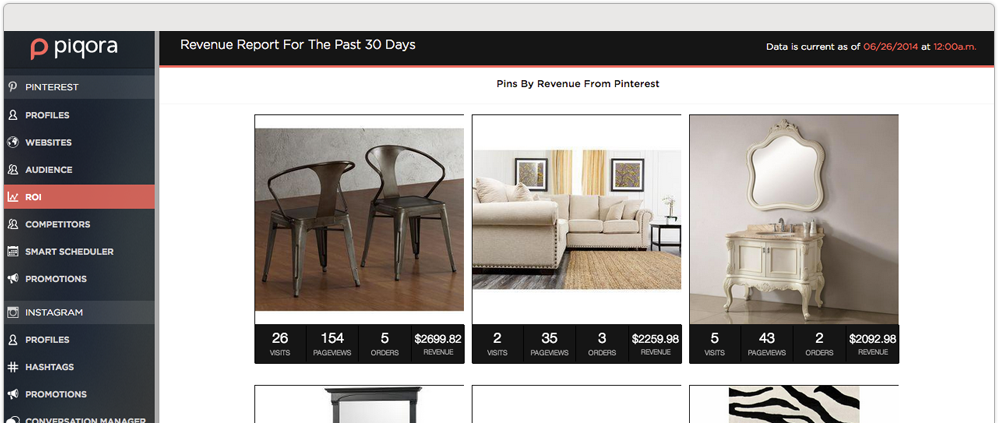 piqora
Revenue Report For The Past 30 Days
Data is current as of 06/26/2014 at 12:00a.m.
PINTEREST
PROFILES
WEBSITES
AUDIENCE
ROI
COMPETITORS
SMART SCHEDULER
PROMOTIONS
INSTAGRAM
PROFILES
HASHTAGS
PROMOTIONS
CONVERSATION MANAGER
Pins By Revenue From Pinterest
26 154 5 $2699.82
VISITS PAGEVIEWS ORDERS REVENUE
2 35 3 $2259.98
VISITS PAGEVIEWS ORDERS REVENUE
5 43 2 $2092.98
VISITS PAGEVIEWS ORDERS REVENUE